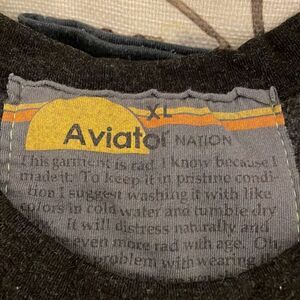 XL
Aviator NATION
This garment is rad. I know because I
made it. To keep it in pristine condi-
tion I suggest washing it with like
colors in cold water and tumble dry
It will distress naturally and
even more rad with age. Oh,
problem with wearing